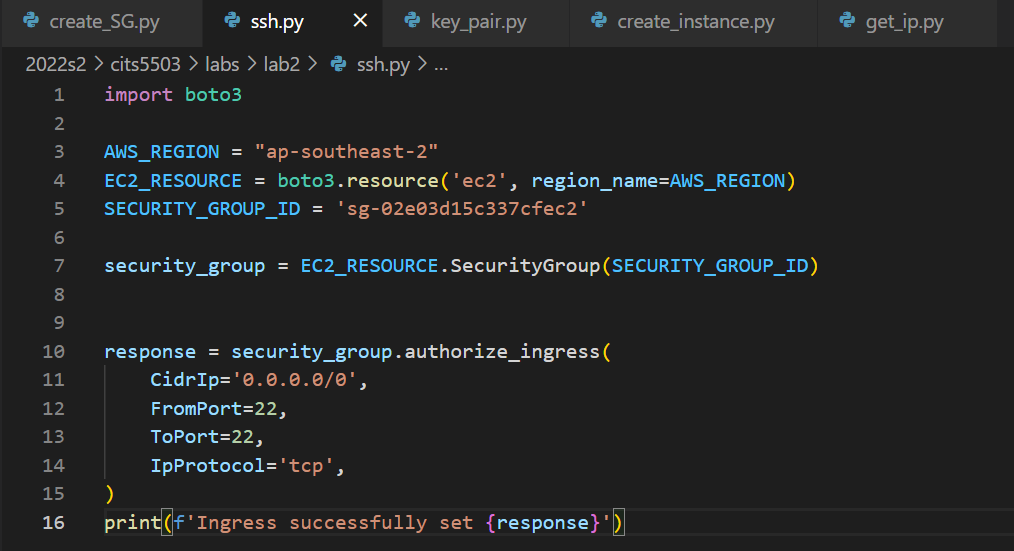 create_SG.py ssh.py × key_pair.py create_instance.py get_ip.py
2022s2 > cits5503 > labs > lab2 > ssh.py > ...
1 import boto3
2
3 AWS_REGION = "ap-southeast-2"
4 EC2_RESOURCE = boto3.resource('ec2', region_name=AWS_REGION)
5 SECURITY_GROUP_ID = 'sg-02e03d15c337cfec2'
6
7 security_group = EC2_RESOURCE.SecurityGroup(SECURITY_GROUP_ID)
8
9
10 response = security_group.authorize_ingress(
11     CidrIp='0.0.0.0/0',
12     FromPort=22,
13     ToPort=22,
14     IpProtocol='tcp',
15 )
16 print(f'Ingress successfully set {response}')